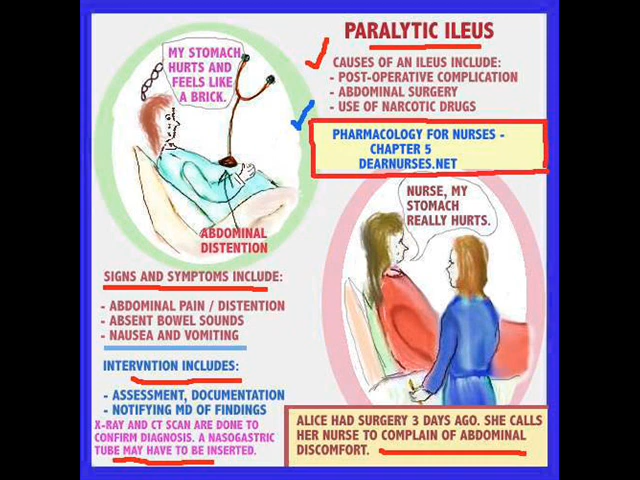 PARALYTIC ILEUS
MY STOMACH
HURTS AND
FEELS LIKE
A BRICK.
CAUSES OF AN ILEUS INCLUDE:
- POST-OPERATIVE COMPLICATION
- ABDOMINAL SURGERY
- USE OF NARCOTIC DRUGS
PHARMACOLOGY FOR NURSES -
CHAPTER 5
DEARNURSES.NET
ABDOMINAL
DISTENTION
NURSE, MY
STOMACH
REALLY HURTS.
SIGNS AND SYMPTOMS INCLUDE:
- ABDOMINAL PAIN / DISTENTION
- ABSENT BOWEL SOUNDS
- NAUSEA AND VOMITING
INTERVNTION INCLUDES:
- ASSESSMENT, DOCUMENTATION
- NOTIFYING MD OF FINDINGS
X-RAY AND CT SCAN ARE DONE TO
CONFIRM DIAGNOSIS. A NASOGASTRIC
TUBE MAY HAVE TO BE INSERTED.
ALICE HAD SURGERY 3 DAYS AGO. SHE CALLS
HER NURSE TO COMPLAIN OF ABDOMINAL
DISCOMFORT.